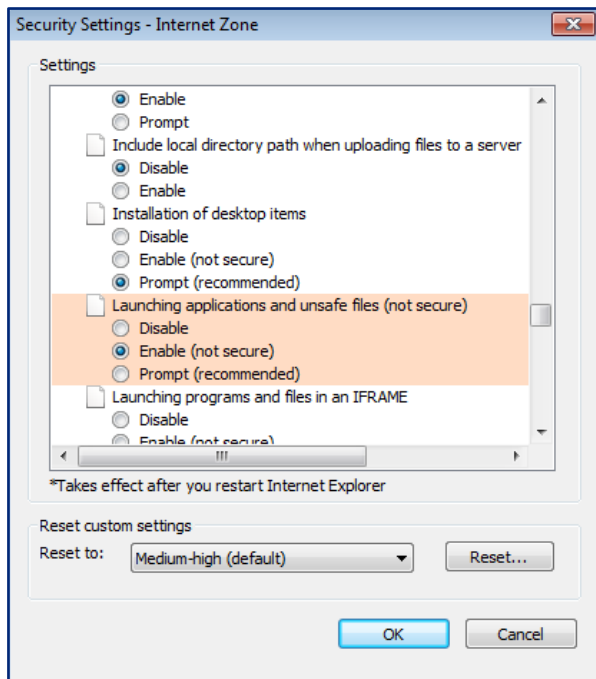 Security Settings - Internet Zone
Settings
Enable
Prompt
Include local directory path when uploading files to a server
Disable
Enable
Installation of desktop items
Disable
Enable (not secure)
Prompt (recommended)
Launching applications and unsafe files (not secure)
Disable
Enable (not secure)
Prompt (recommended)
Launching programs and files in an IFRAME
Disable
Enable (not secure)
*Takes effect after you restart Internet Explorer
Reset custom settings
Reset to: Medium-high (default) Reset...
OK Cancel